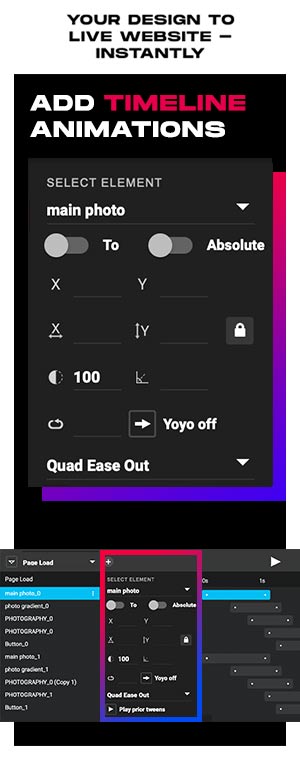 YOUR DESIGN TO
LIVE WEBSITE –
INSTANTLY
ADD TIMELINE
ANIMATIONS
SELECT ELEMENT
main photo
To Absolute
X Y
X Y
100
Yoyo off
Quad Ease Out
Page Load
Page Load
main photo_0
photo gradient_0
PHOTOGRAPHY_0
PHOTOGRAPHY_0
Button_0
main photo_1
photo gradient_1
PHOTOGRAPHY_0 (Copy 1)
PHOTOGRAPHY_1
Button_1
SELECT ELEMENT
main photo
To Absolute
X Y
X Y
100
Yoyo off
Quad Ease Out
Play prior tweens
0s 1s